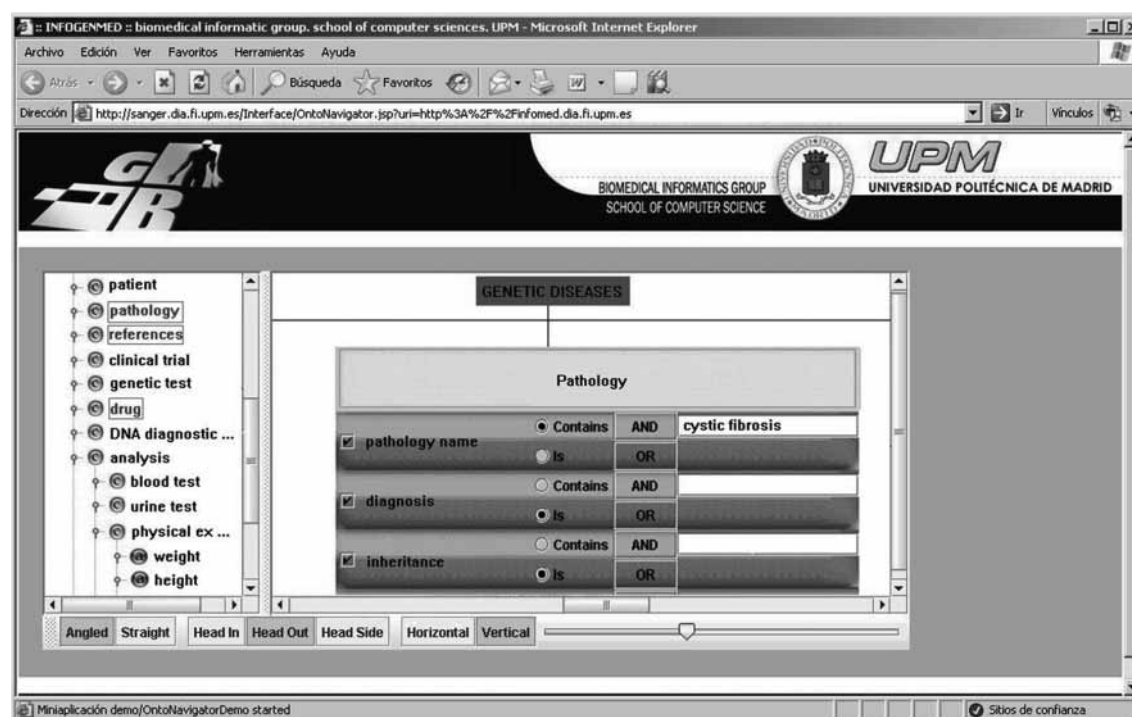 :: INFOGENMED :: biomedical informatic group. school of computer sciences. UPM - Microsoft Internet Explorer
Archivo Edición Ver Favoritos Herramientas Ayuda
Atrás Búsqueda Favoritos
Dirección http://sanger.dia.fi.upm.es/Interface/OntoNavigator.jsp?uri=http%3A%2F%2Finfomed.dia.fi.upm.es Ir Vínculos
GIB
BIOMEDICAL INFORMATICS GROUP
SCHOOL OF COMPUTER SCIENCE
UPM
UNIVERSIDAD POLITÉCNICA DE MADRID
patient
pathology
references
clinical trial
genetic test
drug
DNA diagnostic ...
analysis
blood test
urine test
physical ex ...
weight
height
GENETIC DISEASES
Pathology
pathology name
Contains AND cystic fibrosis
Is OR
diagnosis
Contains AND
Is OR
inheritance
Contains AND
Is OR
Angled Straight Head In Head Out Head Side Horizontal Vertical
Miniaplicación demo/OntoNavigatorDemo started Sitios de confianza